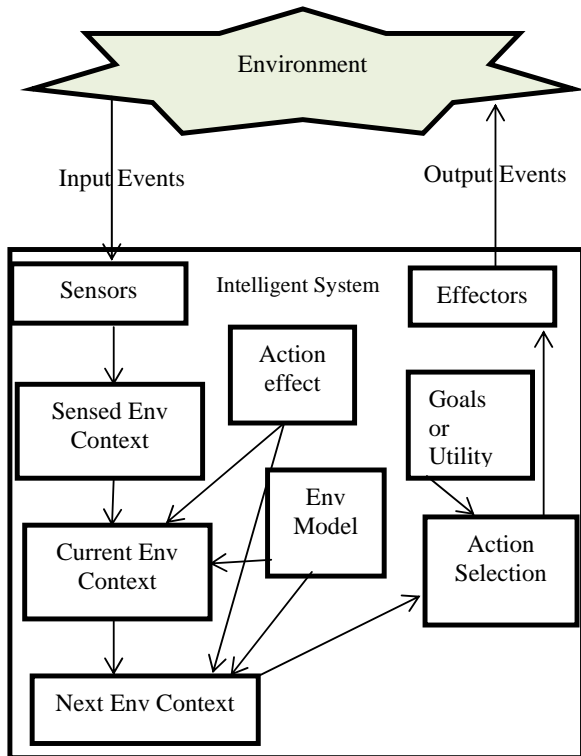 Environment
Input Events
Output Events
Sensors
Intelligent System
Effectors
Action
effect
Goals
or
Utility
Sensed Env
Context
Env
Model
Current Env
Context
Action
Selection
Next Env Context